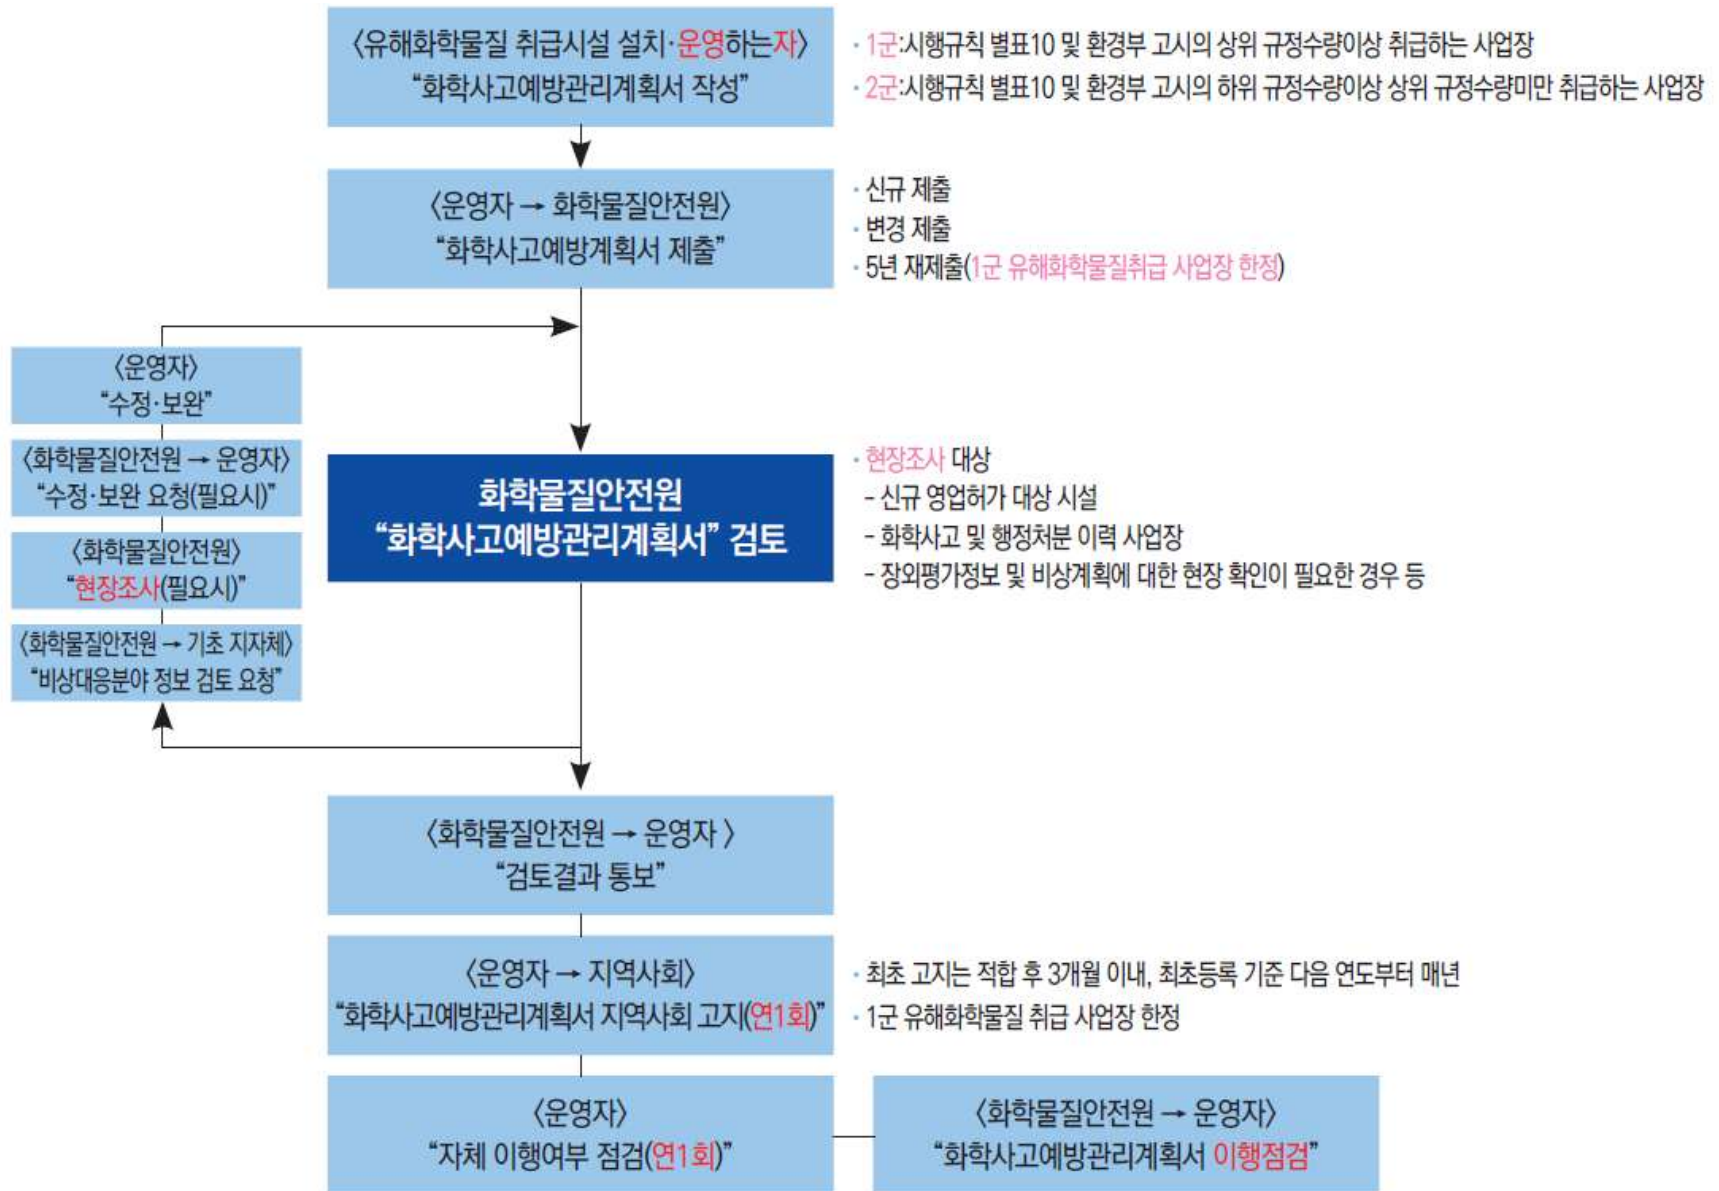 〈유해화학물질 취급시설 설치·운영하는자〉
“화학사고예방관리계획서 작성”
· 1군:시행규칙 별표10 및 환경부 고시의 상위 규정수량이상 취급하는 사업장
· 2군:시행규칙 별표10 및 환경부 고시의 하위 규정수량이상 상위 규정수량미만 취급하는 사업장
〈운영자 → 화학물질안전원〉
“화학사고예방계획서 제출”
· 신규 제출
· 변경 제출
· 5년 재제출(1군 유해화학물질취급 사업장 한정)
〈운영자〉
“수정·보완”
〈화학물질안전원 → 운영자〉
“수정·보완 요청(필요시)”
〈화학물질안전원〉
“현장조사(필요시)”
〈화학물질안전원 → 기초 지자체〉
“비상대응분야 정보 검토 요청”
화학물질안전원
“화학사고예방관리계획서” 검토
· 현장조사 대상
- 신규 영업허가 대상 시설
- 화학사고 및 행정처분 이력 사업장
- 장외평가정보 및 비상계획에 대한 현장 확인이 필요한 경우 등
〈화학물질안전원 → 운영자 〉
“검토결과 통보”
〈운영자 → 지역사회〉
“화학사고예방관리계획서 지역사회 고지(연1회)”
· 최초 고지는 적합 후 3개월 이내, 최초등록 기준 다음 연도부터 매년
· 1군 유해화학물질 취급 사업장 한정
〈운영자〉
“자체 이행여부 점검(연1회)”
〈화학물질안전원 → 운영자〉
“화학사고예방관리계획서 이행점검”